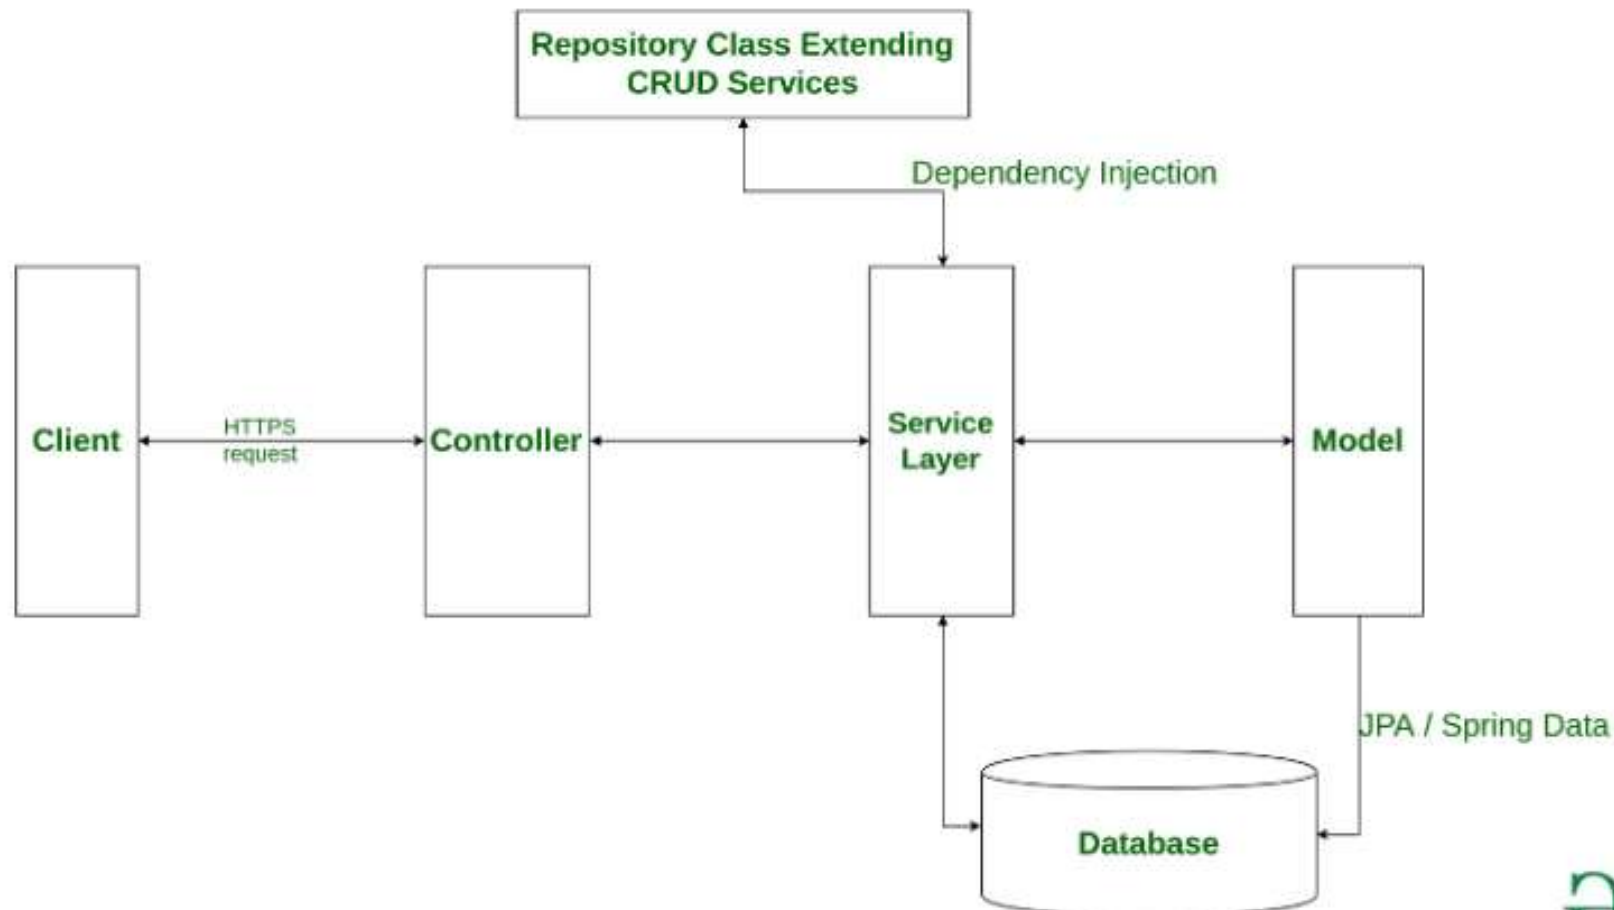 Repository Class Extending
CRUD Services
Dependency Injection
Client
HTTPS
request
Controller
Service
Layer
Model
JPA / Spring Data
Database